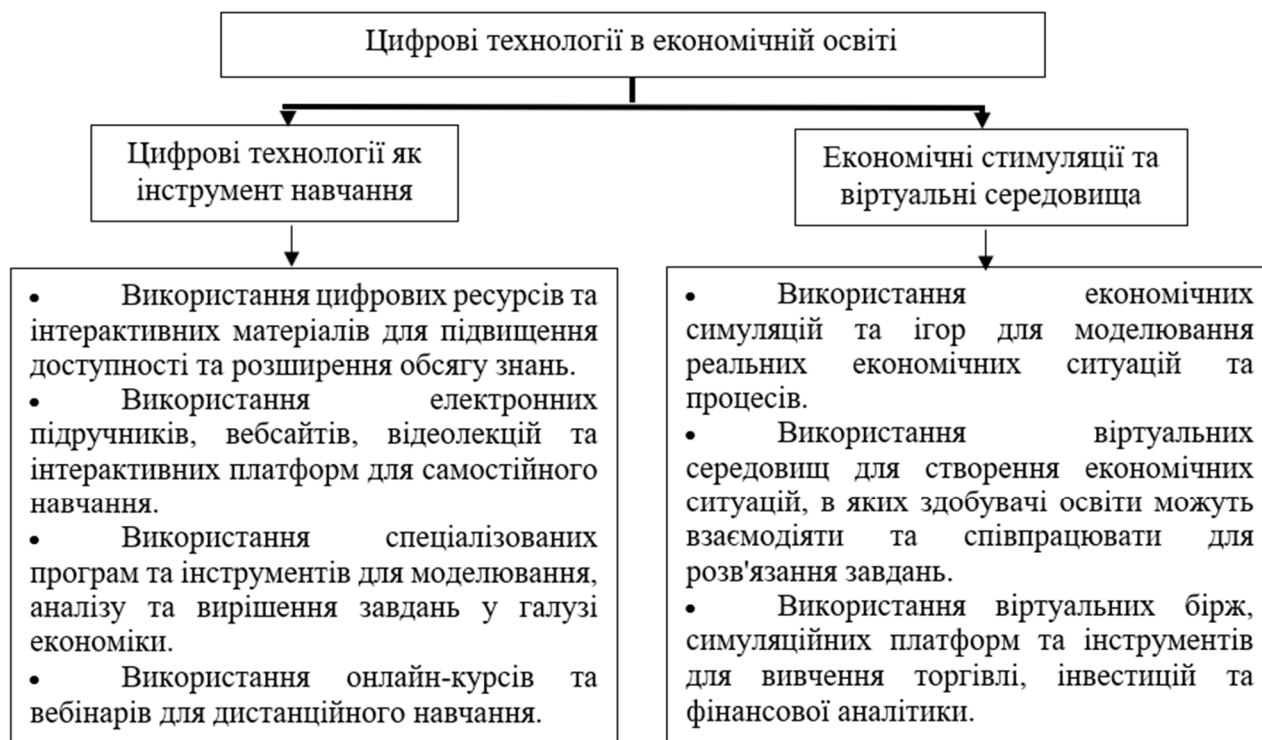 Цифрові технології в економічній освіті
Цифрові технології як
інструмент навчання
Економічні стимуляції та
віртуальні середовища
• Використання цифрових ресурсів та
інтерактивних матеріалів для підвищення
доступності та розширення обсягу знань.
• Використання електронних
підручників, вебсайтів, відеолекцій та
інтерактивних платформ для самостійного
навчання.
• Використання спеціалізованих
програм та інструментів для моделювання,
аналізу та вирішення завдань у галузі
економіки.
• Використання онлайн-курсів та
вебінарів для дистанційного навчання.
• Використання економічних
симуляцій та ігор для моделювання
реальних економічних ситуацій та
процесів.
• Використання віртуальних
середовищ для створення економічних
ситуацій, в яких здобувачі освіти можуть
взаємодіяти та співпрацювати для
розв'язання завдань.
• Використання віртуальних бірж,
симуляційних платформ та інструментів
для вивчення торгівлі, інвестицій та
фінансової аналітики.